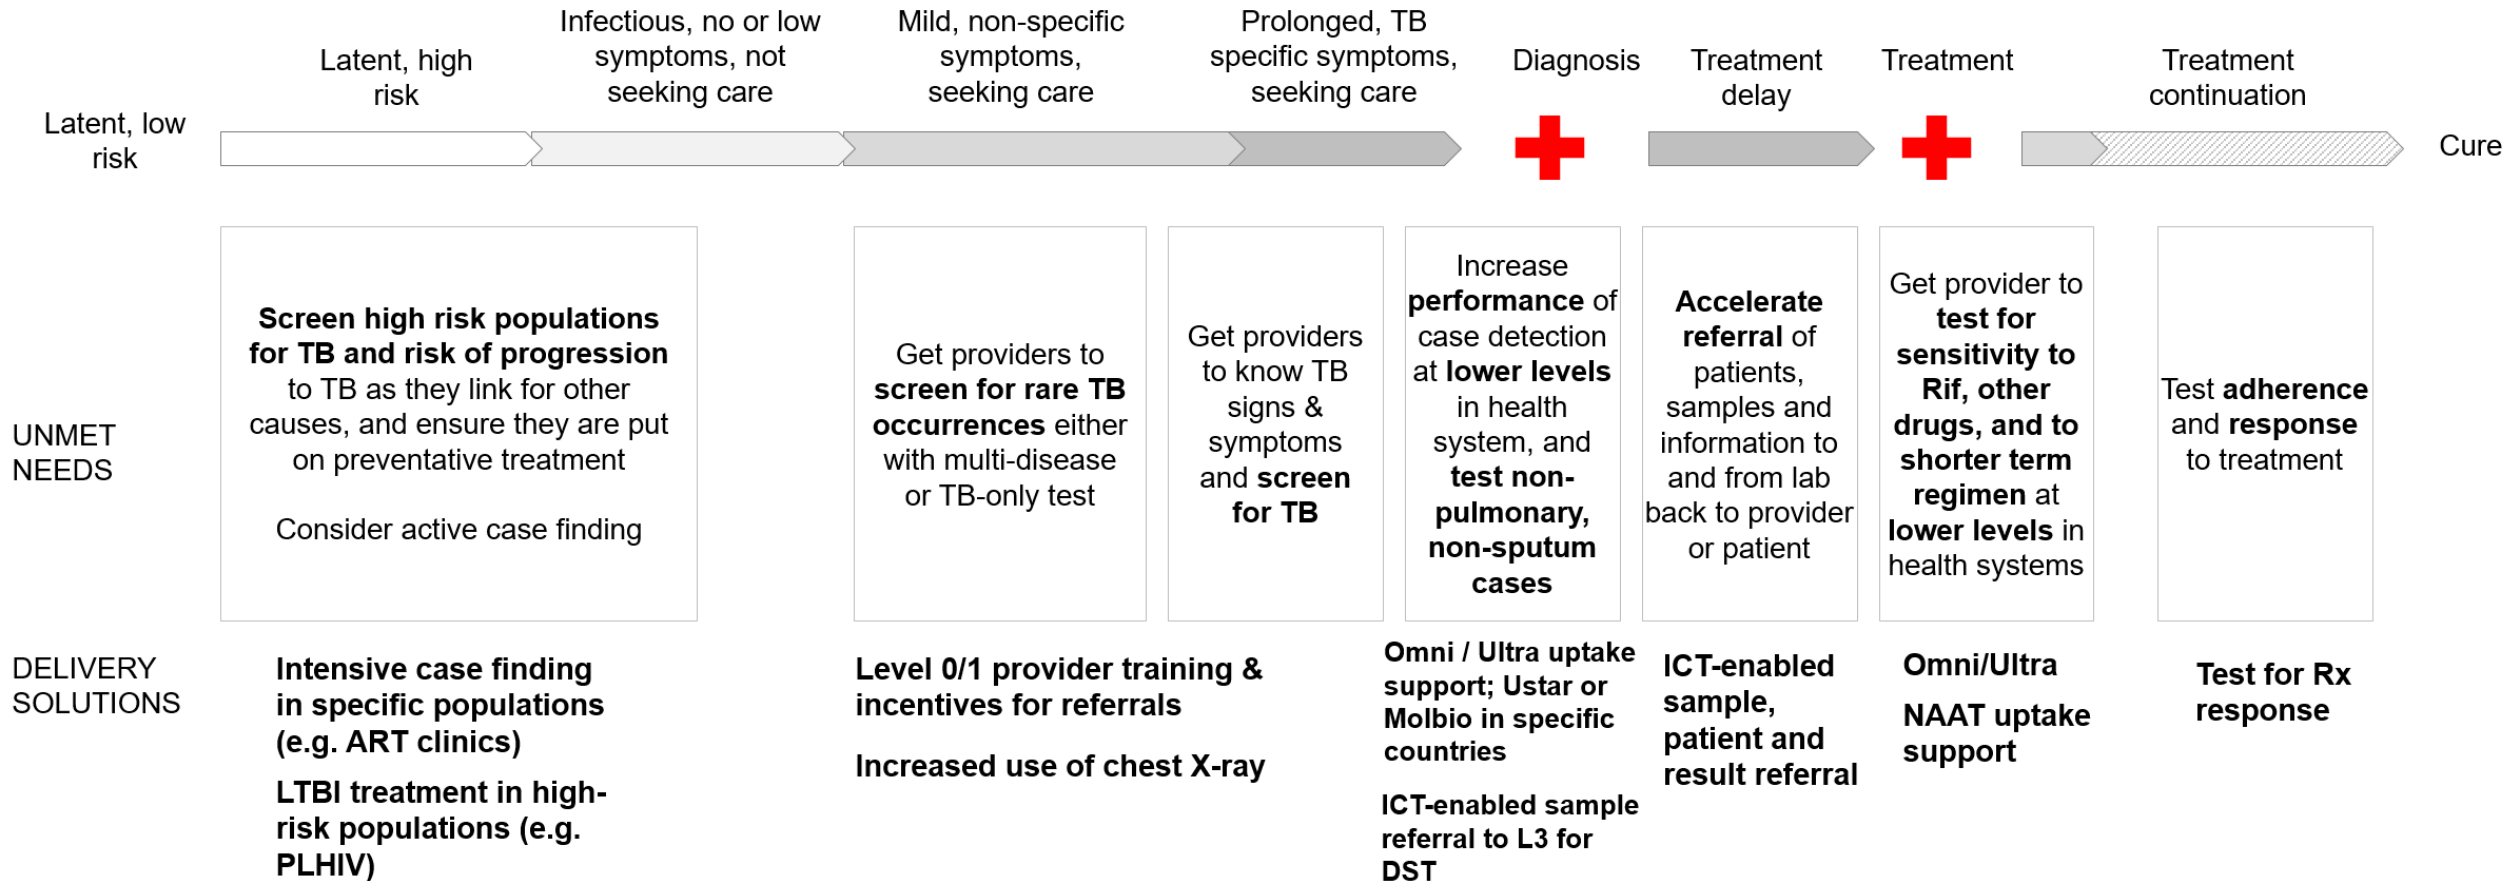 Latent, low
risk
Latent, high
risk
Infectious, no or low
symptoms, not
seeking care
Mild, non-specific
symptoms,
seeking care
Prolonged, TB
specific symptoms,
seeking care
Diagnosis
Treatment
delay
Treatment
Treatment
continuation
Cure
UNMET
NEEDS
Screen high risk populations
for TB and risk of progression
to TB as they link for other
causes, and ensure they are put
on preventative treatment
Consider active case finding
Get providers to
screen for rare TB
occurrences either
with multi-disease
or TB-only test
Get providers
to know TB
signs &
symptoms
and screen
for TB
Increase
performance of
case detection
at lower levels
in health
system, and
test non-
pulmonary,
non-sputum
cases
Accelerate
referral of
patients,
samples and
information to
and from lab
back to provider
or patient
Get provider to
test for
sensitivity to
Rif, other
drugs, and to
shorter term
regimen at
lower levels in
health systems
Test adherence
and response
to treatment
DELIVERY
SOLUTIONS
Intensive case finding
in specific populations
(e.g. ART clinics)
LTBI treatment in high-
risk populations (e.g.
PLHIV)
Level 0/1 provider training &
incentives for referrals
Increased use of chest X-ray
Omni / Ultra uptake
support; Ustar or
Molbio in specific
countries
ICT-enabled sample
referral to L3 for
DST
ICT-enabled
sample,
patient and
result referral
Omni/Ultra
NAAT uptake
support
Test for Rx
response